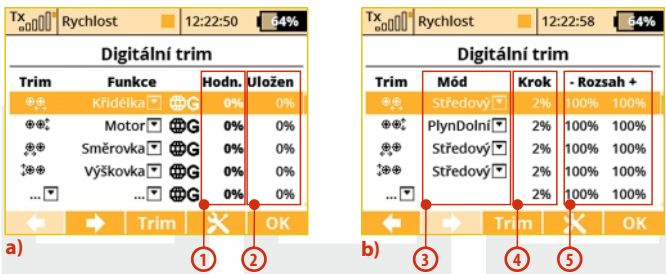 Tx Rychlost 12:22:50 64%
Digitální trim
Trim Funkce Hodn. Uložen
Křidélka G 0% 0%
Motor G 0% 0%
Směrovka G 0% 0%
Výškovka G 0% 0%
... ... G 0% 0%
Trim OK
a) 1 2
Tx Rychlost 12:22:58 64%
Digitální trim
Trim Mód Krok - Rozsah +
Středový 2% 100% 100%
PlynDolní 2% 100% 100%
Středový 2% 100% 100%
Středový 2% 100% 100%
... 2% 100% 100%
Trim OK
b) 3 4 5